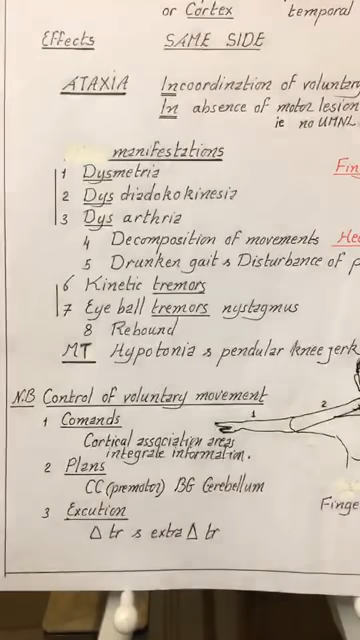 or Cortex temporal
Effects SAME SIDE
ATAXIA Incoordination of voluntary
In absence of motor lesion
ie no UMNL
manifestations
1 Dysmetria
2 Dys diadokokinesia
3 Dys arthria
4 Decomposition of movements
5 Drunken gait & Disturbance of
6 Kinetic tremors
7 Eye ball tremors nystagmus
8 Rebound
MT Hypotonia & pendular knee jerk
N.B Control of voluntary movement
1 Comands
Cortical association areas
integrate information.
2 Plans
CC (premotor) BG Cerebellum
3 Excution
Δ tr & extra Δ tr
1 2